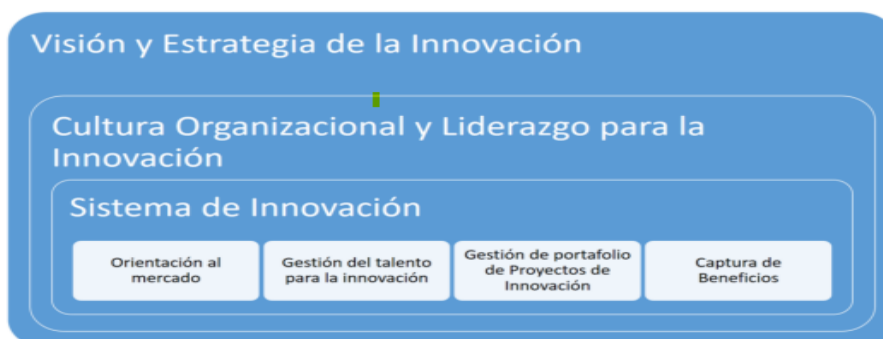 Visión y Estrategia de la Innovación
Cultura Organizacional y Liderazgo para la
Innovación
Sistema de Innovación
Orientación al
mercado
Gestión del talento
para la innovación
Gestión de portafolio
de Proyectos de
Innovación
Captura de
Beneficios